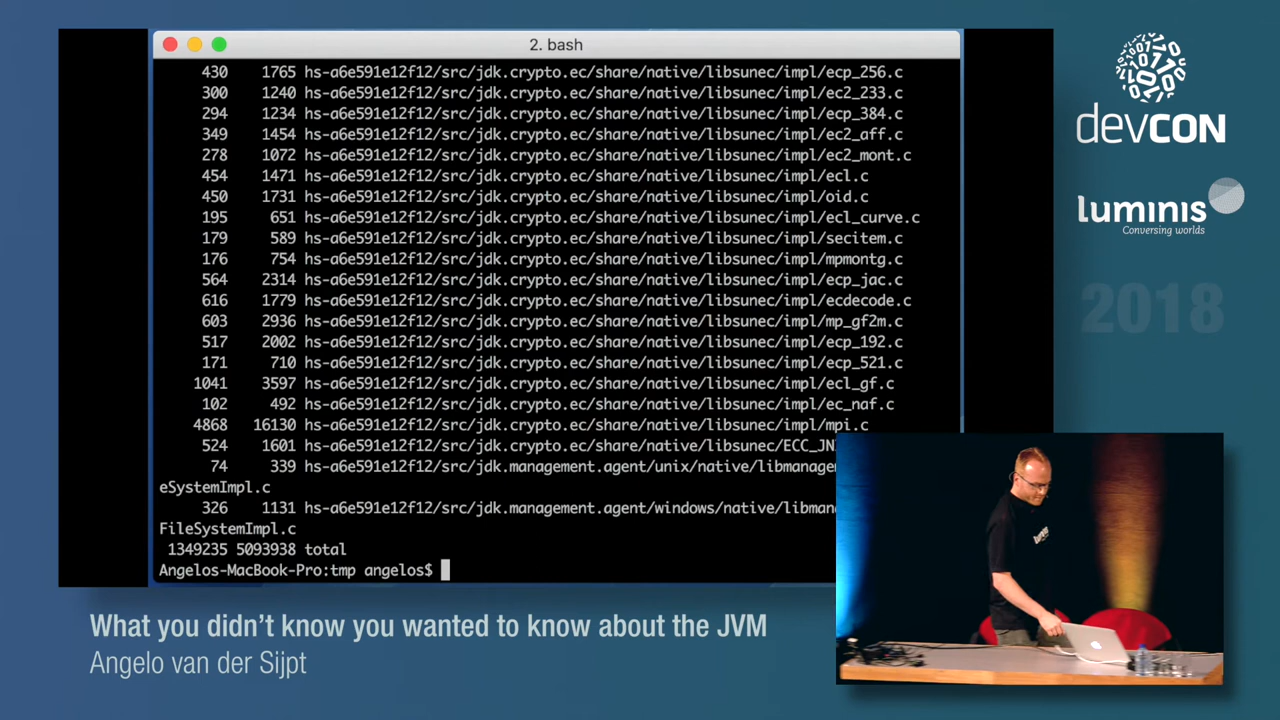 2. bash
430 1765 hs-a6e591e12f12/src/jdk.crypto.ec/share/native/libsunec/impl/ecp_256.c
300 1240 hs-a6e591e12f12/src/jdk.crypto.ec/share/native/libsunec/impl/ec2_233.c
294 1234 hs-a6e591e12f12/src/jdk.crypto.ec/share/native/libsunec/impl/ecp_384.c
349 1454 hs-a6e591e12f12/src/jdk.crypto.ec/share/native/libsunec/impl/ec2_aff.c
278 1072 hs-a6e591e12f12/src/jdk.crypto.ec/share/native/libsunec/impl/ec2_mont.c
454 1471 hs-a6e591e12f12/src/jdk.crypto.ec/share/native/libsunec/impl/ecl.c
450 1731 hs-a6e591e12f12/src/jdk.crypto.ec/share/native/libsunec/impl/oid.c
195 651 hs-a6e591e12f12/src/jdk.crypto.ec/share/native/libsunec/impl/ecl_curve.c
179 589 hs-a6e591e12f12/src/jdk.crypto.ec/share/native/libsunec/impl/secitem.c
176 754 hs-a6e591e12f12/src/jdk.crypto.ec/share/native/libsunec/impl/mpmontg.c
564 2314 hs-a6e591e12f12/src/jdk.crypto.ec/share/native/libsunec/impl/ecp_jac.c
616 1779 hs-a6e591e12f12/src/jdk.crypto.ec/share/native/libsunec/impl/ecdecode.c
603 2936 hs-a6e591e12f12/src/jdk.crypto.ec/share/native/libsunec/impl/mp_gf2m.c
517 2002 hs-a6e591e12f12/src/jdk.crypto.ec/share/native/libsunec/impl/ecp_192.c
171 710 hs-a6e591e12f12/src/jdk.crypto.ec/share/native/libsunec/impl/ecp_521.c
1041 3597 hs-a6e591e12f12/src/jdk.crypto.ec/share/native/libsunec/impl/ecl_gf.c
102 492 hs-a6e591e12f12/src/jdk.crypto.ec/share/native/libsunec/impl/ec_naf.c
4868 16130 hs-a6e591e12f12/src/jdk.crypto.ec/share/native/libsunec/impl/mpi.c
524 1601 hs-a6e591e12f12/src/jdk.crypto.ec/share/native/libsunec/ECC_JN
74 339 hs-a6e591e12f12/src/jdk.management.agent/unix/native/libmanage
eSystemImpl.c
326 1131 hs-a6e591e12f12/src/jdk.management.agent/windows/native/libman
FileSystemImpl.c
1349235 5093938 total
Angelos-MacBook-Pro:tmp angelos$
devCON
luminis
Conversing worlds
2018
What you didn't know you wanted to know about the JVM
Angelo van der Sijpt